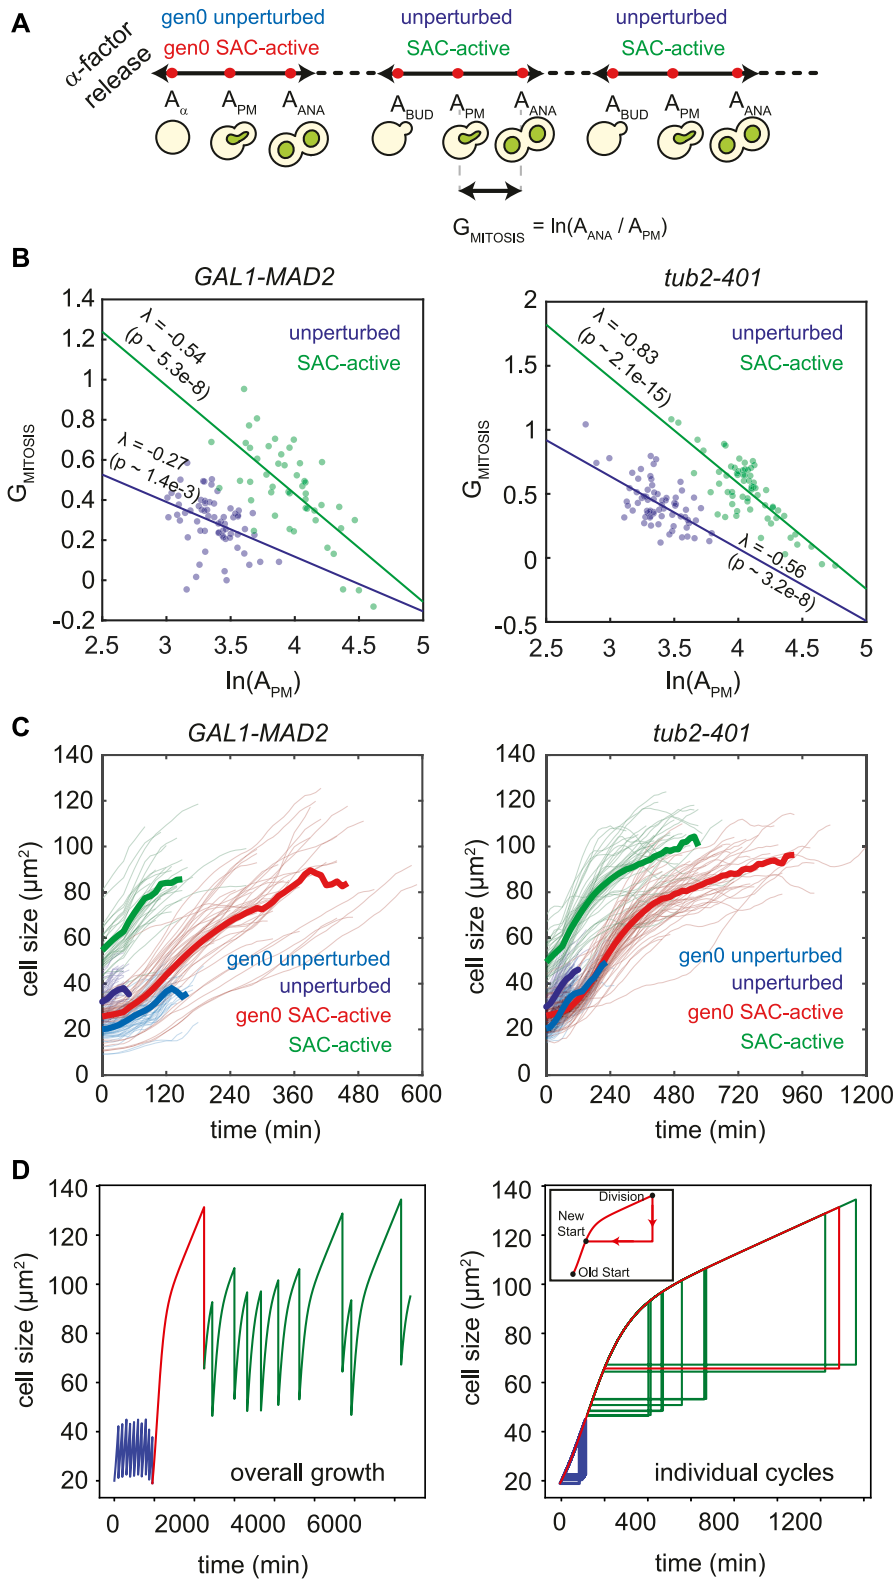 A
α-factor
release
gen0 unperturbed
gen0 SAC-active
unperturbed
SAC-active
unperturbed
SAC-active
Aα APM AANA ABUD APM AANA ABUD APM AANA
GMITOSIS = ln(AANA / APM)
B
GAL1-MAD2
1.4
1.2
1
0.8
0.6
0.4
0.2
0
-0.2
GMITOSIS
λ = -0.54
(p ~ 5.3e-8)
unperturbed
SAC-active
λ = -0.27
(p ~ 1.4e-3)
2.5 3 3.5 4 4.5 5
ln(APM)
tub2-401
2
1.5
1
0.5
0
-0.5
GMITOSIS
λ = -0.83
(p ~ 2.1e-15)
unperturbed
SAC-active
λ = -0.56
(p ~ 3.2e-8)
2.5 3 3.5 4 4.5 5
ln(APM)
C
GAL1-MAD2
140
120
100
80
60
40
20
0
cell size (µm²)
gen0 unperturbed
unperturbed
gen0 SAC-active
SAC-active
0 120 240 360 480 600
time (min)
tub2-401
140
120
100
80
60
40
20
0
cell size (µm²)
gen0 unperturbed
unperturbed
gen0 SAC-active
SAC-active
0 240 480 720 960 1200
time (min)
D
140
120
100
80
60
40
20
cell size (µm²)
overall growth
0 2000 4000 6000
time (min)
140
120
100
80
60
40
20
cell size (µm²)
Division
New
Start
Old Start
individual cycles
0 400 800 1200
time (min)